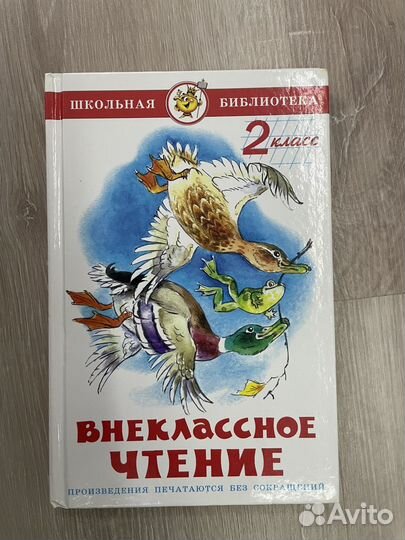 ШКОЛЬНАЯ БИБЛИОТЕКА
2 класс
ВНЕКЛАССНОЕ
ЧТЕНИЕ
ПРОИЗВЕДЕНИЯ ПЕЧАТАЮТСЯ БЕЗ СОКРАЩЕНИЙ
Avito